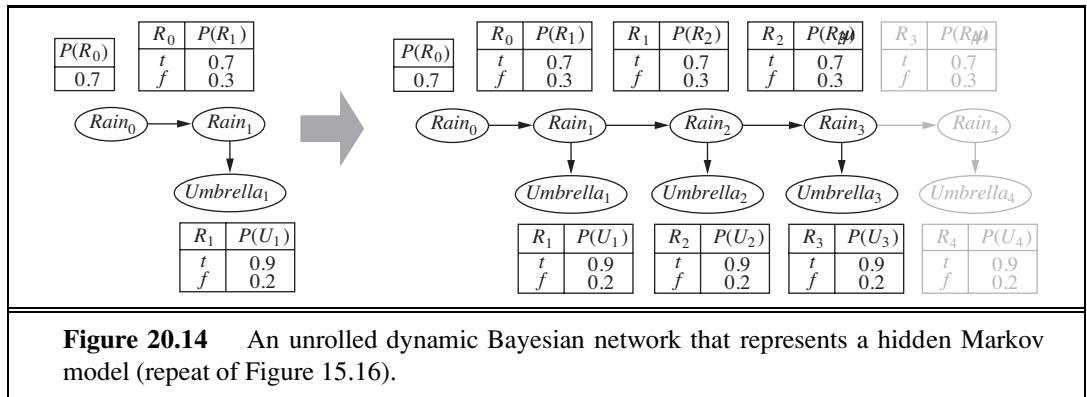 P(R0)
0.7
R0 P(R1)
t 0.7
f 0.3
Rain0
Rain1
Umbrella1
R1 P(U1)
t 0.9
f 0.2
P(R0)
0.7
R0 P(R1)
t 0.7
f 0.3
R1 P(R2)
t 0.7
f 0.3
R2
t 0.7
f 0.3
R3
t 0.7
f 0.3
Rain0
Rain1
Rain2
Rain3
Rain4
Umbrella1
Umbrella2
Umbrella3
Umbrella4
R1 P(U1)
t 0.9
f 0.2
R2 P(U2)
t 0.9
f 0.2
R3 P(U3)
t 0.9
f 0.2
R4 P(U4)
t 0.9
f 0.2
Figure 20.14 An unrolled dynamic Bayesian network that represents a hidden Markov
model (repeat of Figure 15.16).